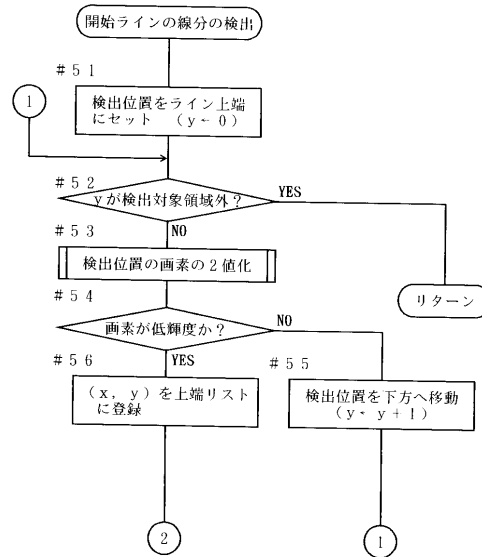 開始ラインの線分の検出
#51
1
検出位置をライン上端
にセット (y←0)
#52
yが検出対象領域外?
YES
NO
#53
検出位置の画素の2値化
リターン
#54
画素が低輝度か?
NO
YES
#56
(x, y)を上端リスト
に登録
#55
検出位置を下方へ移動
(y← y+1)
2
1